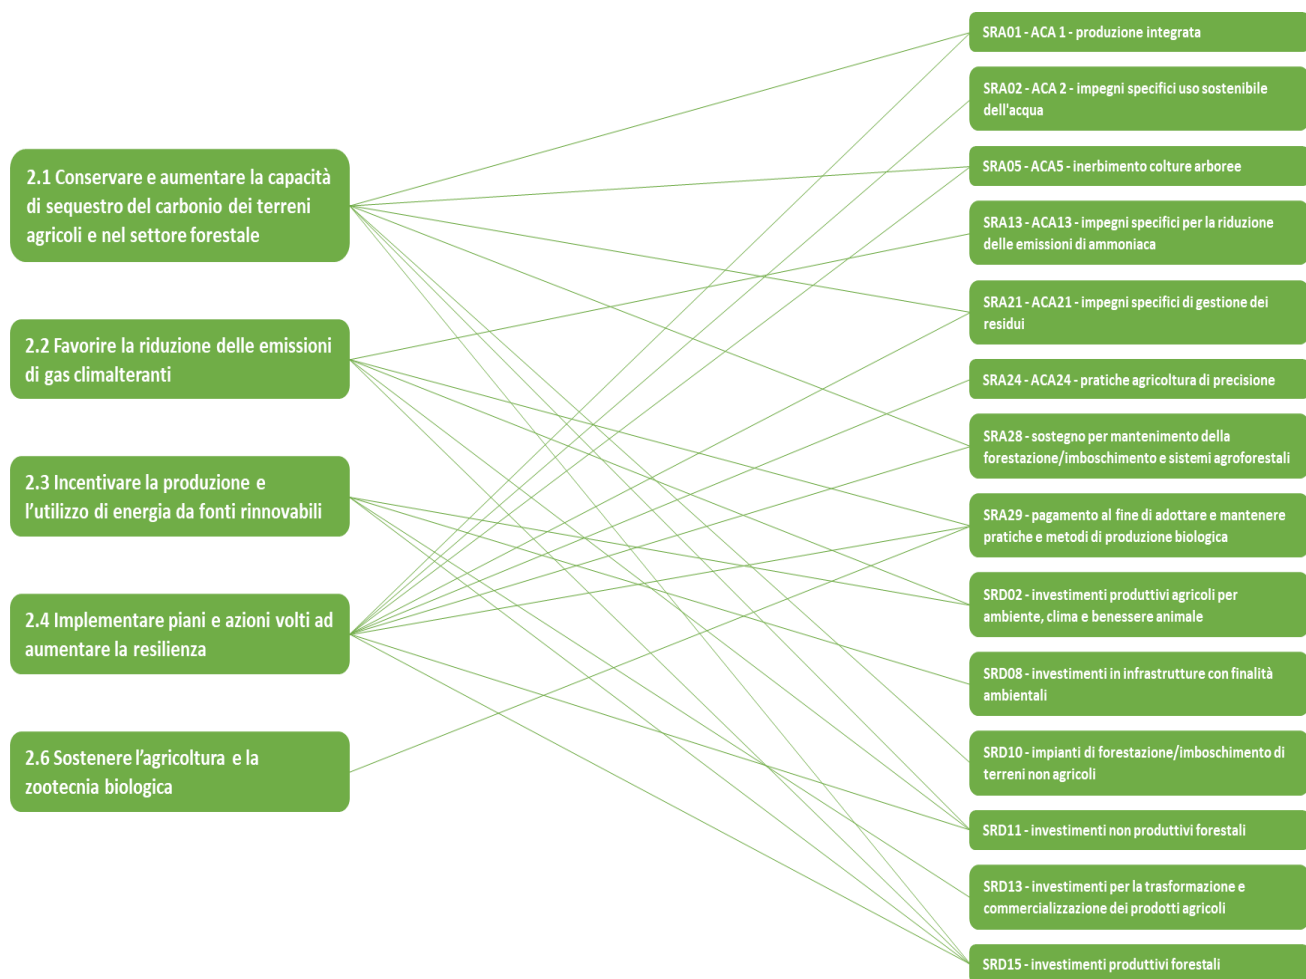 2.1 Conservare e aumentare la capacità
di sequestro del carbonio dei terreni
agricoli e nel settore forestale
2.2 Favorire la riduzione delle emissioni
di gas climalteranti
2.3 Incentivare la produzione e
l'utilizzo di energia da fonti rinnovabili
2.4 Implementare piani e azioni volti ad
aumentare la resilienza
2.6 Sostenere l'agricoltura e la
zootecnia biologica
SRA01 - ACA 1 - produzione integrata
SRA02 - ACA 2 - impegni specifici uso sostenibile
dell'acqua
SRA05 - ACA5 - inerbimento colture arboree
SRA13 - ACA13 - impegni specifici per la riduzione
delle emissioni di ammoniaca
SRA21 - ACA21 - impegni specifici di gestione dei
residui
SRA24 - ACA24 - pratiche agricoltura di precisione
SRA28 - sostegno per mantenimento della
forestazione/imboschimento e sistemi agroforestali
SRA29 - pagamento al fine di adottare e mantenere
pratiche e metodi di produzione biologica
SRD02 - investimenti produttivi agricoli per
ambiente, clima e benessere animale
SRD08 - investimenti in infrastrutture con finalità
ambientali
SRD10 - impianti di forestazione/imboschimento di
terreni non agricoli
SRD11 - investimenti non produttivi forestali
SRD13 - investimenti per la trasformazione e
commercializzazione dei prodotti agricoli
SRD15 - investimenti produttivi forestali